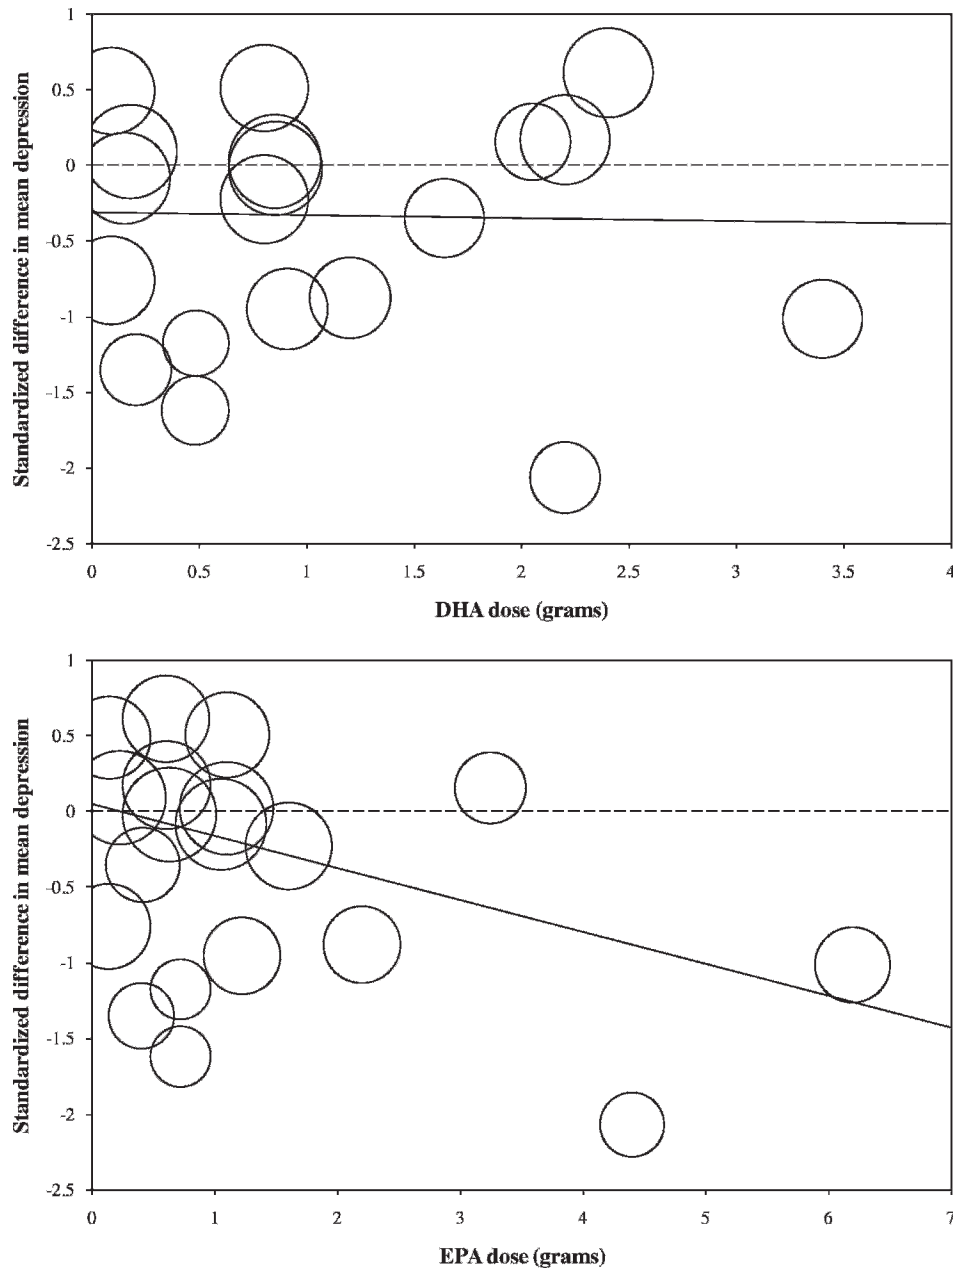 1
0.5
0
-0.5
-1
-1.5
-2
-2.5
Standardized difference in mean depression
0 0.5 1 1.5 2 2.5 3 3.5 4
DHA dose (grams)
1
0.5
0
-0.5
-1
-1.5
-2
-2.5
Standardized difference in mean depression
0 1 2 3 4 5 6 7
EPA dose (grams)